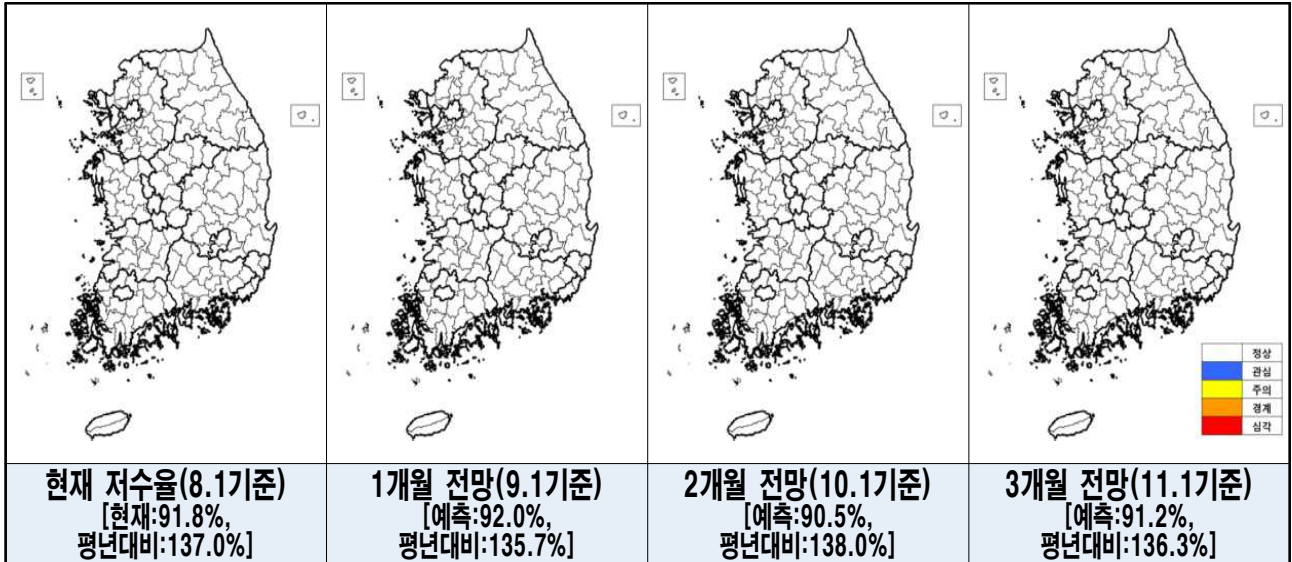 정상
관심
주의
경계
심각
현재 저수율(8.1기준)
[현재:91.8%,
평년대비:137.0%]
1개월 전망(9.1기준)
[예측:92.0%,
평년대비:135.7%]
2개월 전망(10.1기준)
[예측:90.5%,
평년대비:138.0%]
3개월 전망(11.1기준)
[예측:91.2%,
평년대비:136.3%]